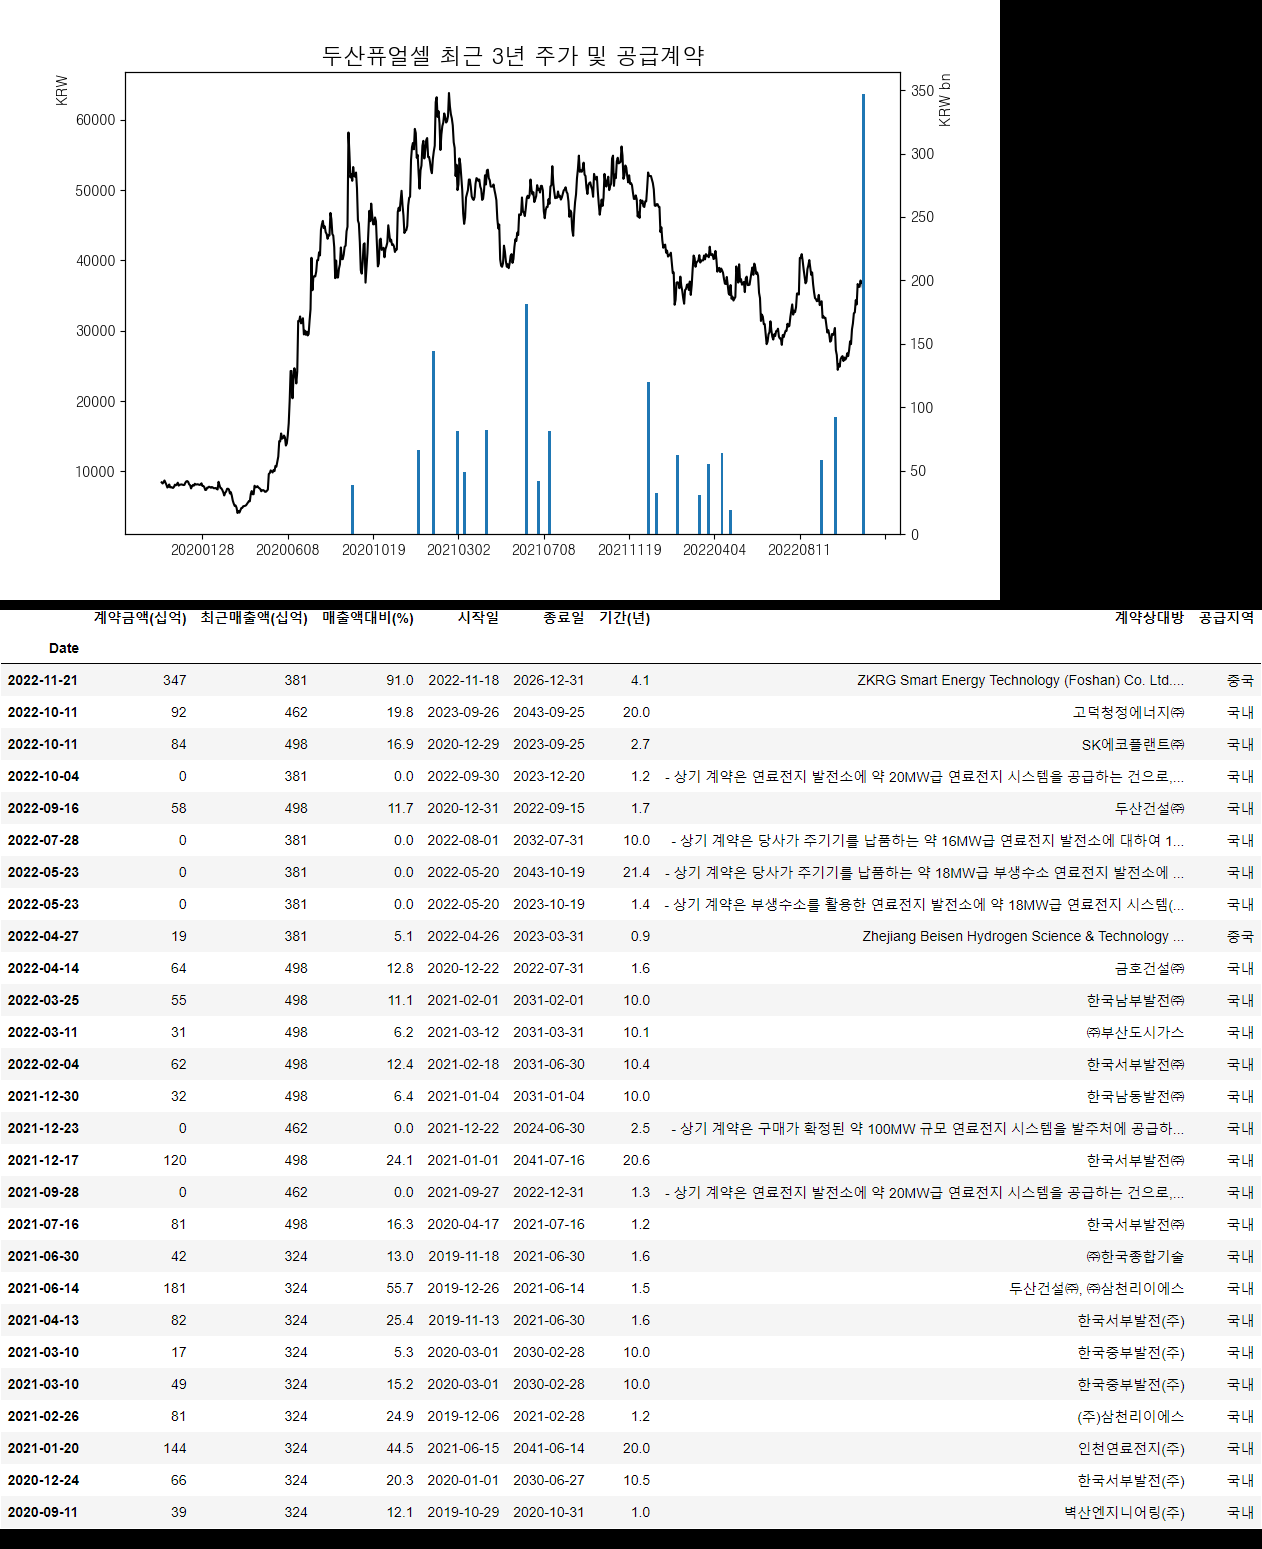 두산퓨얼셀 최근 3년 주가 및 공급계약
KRW
KRW bn
60000
50000
40000
30000
20000
10000
350
300
250
200
150
100
50
0
20200128 20200608 20201019 20210302 20210708 20211119 20220404 20220811
계약금액(십억) 최근매출액(십억) 매출액대비(%) 시작일 종료일 기간(년) 계약상대방 공급지역
Date
2022-11-21 347 381 91.0 2022-11-18 2026-12-31 4.1 ZKRG Smart Energy Technology (Foshan) Co. Ltd.... 중국
2022-10-11 92 462 19.8 2023-09-26 2043-09-25 20.0 고덕청정에너지㈜ 국내
2022-10-11 84 498 16.9 2020-12-29 2023-09-25 2.7 SK에코플랜트㈜ 국내
2022-10-04 0 381 0.0 2022-09-30 2023-12-20 1.2 - 상기 계약은 연료전지 발전소에 약 20MW급 연료전지 시스템을 공급하는 건으로,... 국내
2022-09-16 58 498 11.7 2020-12-31 2022-09-15 1.7 두산건설㈜ 국내
2022-07-28 0 381 0.0 2022-08-01 2032-07-31 10.0 - 상기 계약은 당사가 주기기를 납품하는 약 16MW급 연료전지 발전소에 대하여 1... 국내
2022-05-23 0 381 0.0 2022-05-20 2043-10-19 21.4 - 상기 계약은 당사가 주기기를 납품하는 약 18MW급 부생수소 연료전지 발전소에 ... 국내
2022-05-23 0 381 0.0 2022-05-20 2023-10-19 1.4 - 상기 계약은 부생수소를 활용한 연료전지 발전소에 약 18MW급 연료전지 시스템(... 국내
2022-04-27 19 381 5.1 2022-04-26 2023-03-31 0.9 Zhejiang Beisen Hydrogen Science & Technology ... 중국
2022-04-14 64 498 12.8 2020-12-22 2022-07-31 1.6 금호건설㈜ 국내
2022-03-25 55 498 11.1 2021-02-01 2031-02-01 10.0 한국남부발전㈜ 국내
2022-03-11 31 498 6.2 2021-03-12 2031-03-31 10.1 ㈜부산도시가스 국내
2022-02-04 62 498 12.4 2021-02-18 2031-06-30 10.4 한국서부발전㈜ 국내
2021-12-30 32 498 6.4 2021-01-04 2031-01-04 10.0 한국남동발전㈜ 국내
2021-12-23 0 462 0.0 2021-12-22 2024-06-30 2.5 - 상기 계약은 구매가 확정된 약 100MW 규모 연료전지 시스템을 발주처에 공급하... 국내
2021-12-17 120 498 24.1 2021-01-01 2041-07-16 20.6 한국서부발전㈜ 국내
2021-09-28 0 462 0.0 2021-09-27 2022-12-31 1.3 - 상기 계약은 연료전지 발전소에 약 20MW급 연료전지 시스템을 공급하는 건으로,... 국내
2021-07-16 81 498 16.3 2020-04-17 2021-07-16 1.2 한국서부발전㈜ 국내
2021-06-30 42 324 13.0 2019-11-18 2021-06-30 1.6 ㈜한국종합기술 국내
2021-06-14 181 324 55.7 2019-12-26 2021-06-14 1.5 두산건설㈜, ㈜삼천리이에스 국내
2021-04-13 82 324 25.4 2019-11-13 2021-06-30 1.6 한국서부발전(주) 국내
2021-03-10 17 324 5.3 2020-03-01 2030-02-28 10.0 한국중부발전(주) 국내
2021-03-10 49 324 15.2 2020-03-01 2030-02-28 10.0 한국중부발전(주) 국내
2021-02-26 81 324 24.9 2019-12-06 2021-02-28 1.2 (주)삼천리이에스 국내
2021-01-20 144 324 44.5 2021-06-15 2041-06-14 20.0 인천연료전지(주) 국내
2020-12-24 66 324 20.3 2020-01-01 2030-06-27 10.5 한국서부발전(주) 국내
2020-09-11 39 324 12.1 2019-10-29 2020-10-31 1.0 벽산엔지니어링(주) 국내